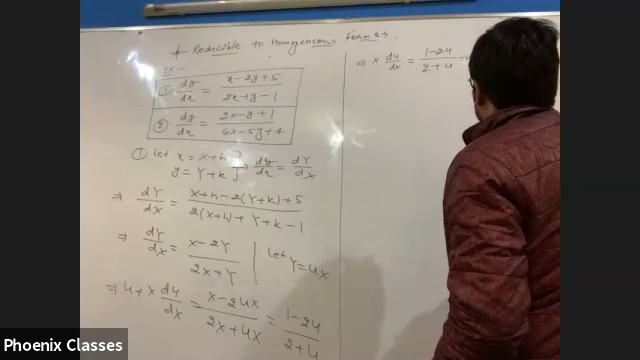 * Reducible to Homogeneous Forms.
Ex-
① dy/dx = (x-2y+5)/(2x+y-1)
② dy/dx = (2x-y+1)/(6x-5y+4)
① let x = X+h, y = Y+k ] → dy/dx = dY/dX
⇒ dY/dX = (X+h-2(Y+k)+5)/(2(X+h)+Y+k-1)
⇒ dY/dX = (X-2Y)/(2X+Y) | let Y=uX
⇒ u+X du/dX = (X-2uX)/(2X+uX) = (1-2u)/(2+u)
⇒ X du/dX = (1-2u)/(2+u) -
Phoenix Classes